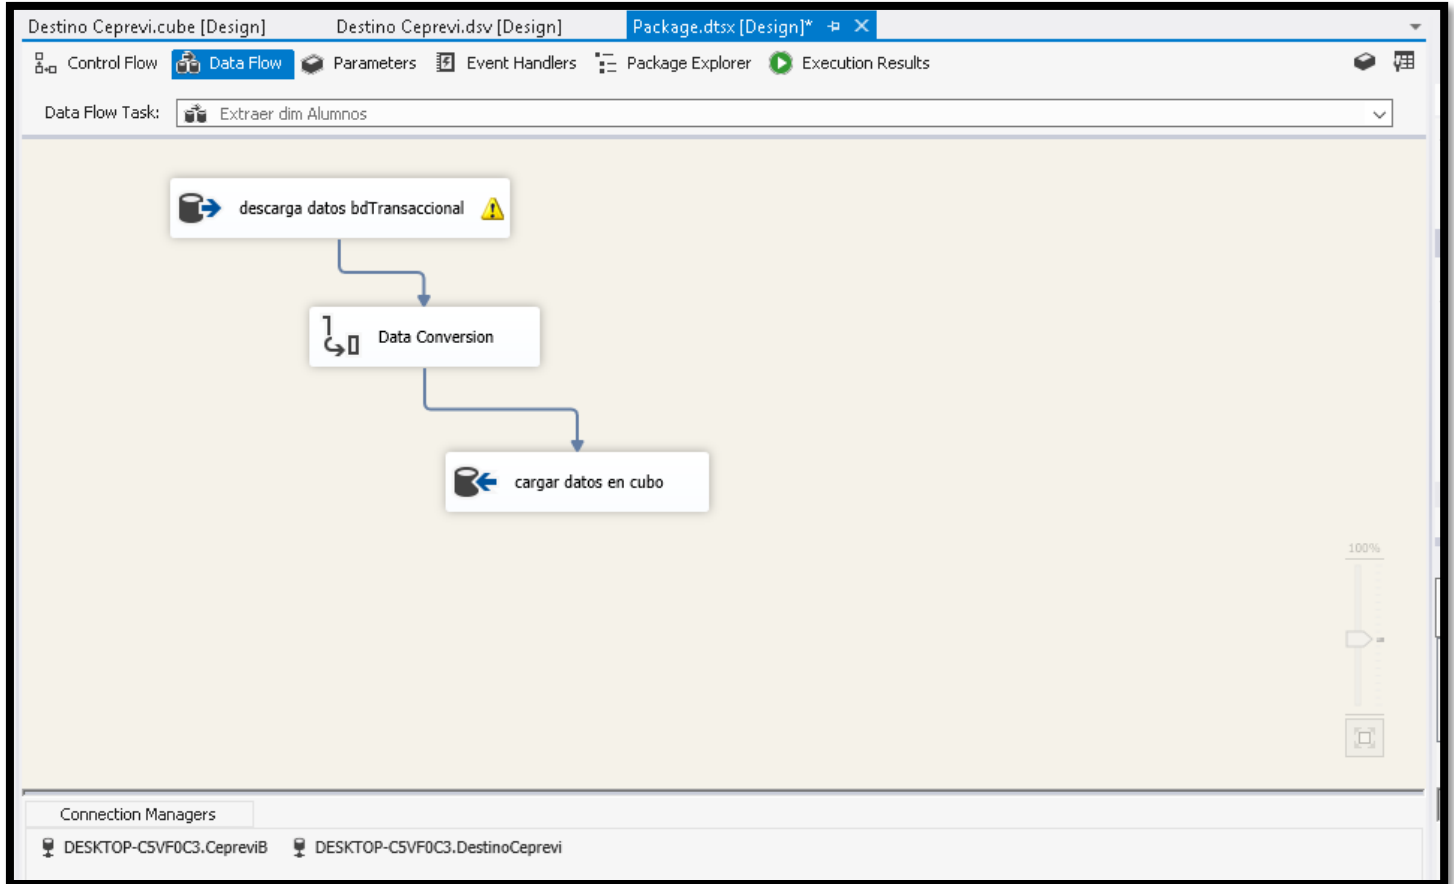 Destino Ceprevi.cube [Design] Destino Ceprevi.dsv [Design] Package.dtsx [Design]*
Control Flow Data Flow Parameters Event Handlers Package Explorer Execution Results
Data Flow Task: Extraer dim Alumnos
descarga datos bdTransaccional
Data Conversion
cargar datos en cubo
100%
Connection Managers
DESKTOP-C5VF0C3.CepreviB DESKTOP-C5VF0C3.DestinoCeprevi